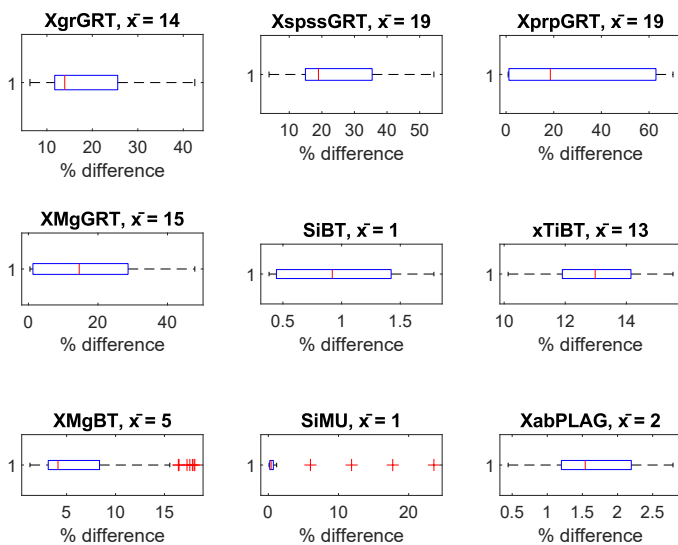 XgrGRT, x̄ = 14
XspssGRT, x̄ = 19
XprpGRT, x̄ = 19
1
1
1
10 20 30 40
10 20 30 40 50
0 20 40 60
% difference
% difference
% difference
XMgGRT, x̄ = 15
SiBT, x̄ = 1
xTiBT, x̄ = 13
1
1
1
0 20 40
0.5 1 1.5
10 12 14
% difference
% difference
% difference
XMgBT, x̄ = 5
SiMU, x̄ = 1
XabPLAG, x̄ = 2
1
1
1
5 10 15
0 10 20
0.5 1 1.5 2 2.5
% difference
% difference
% difference